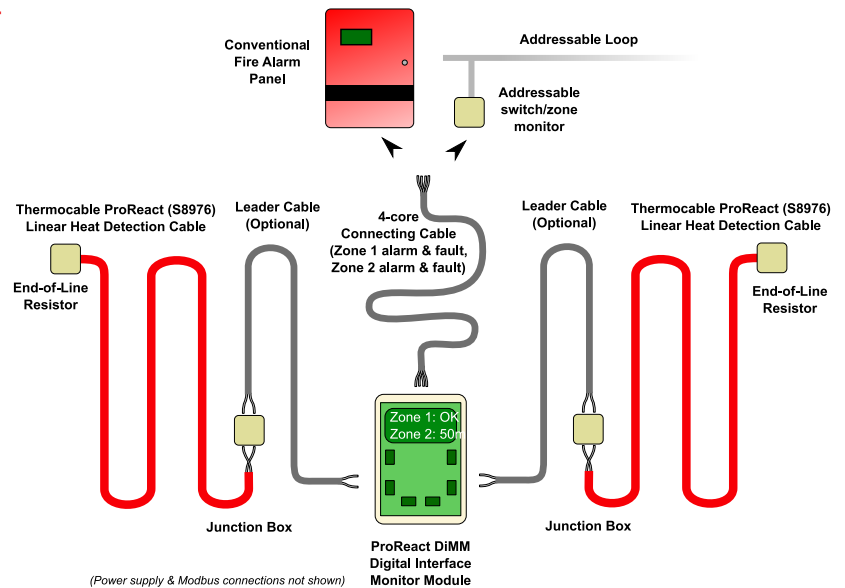 Conventional
Fire Alarm
Panel
Addressable Loop
Addressable
switch/zone
monitor
Thermocable ProReact (S8976)
Linear Heat Detection Cable
Leader Cable
(Optional)
4-core
Connecting Cable
(Zone 1 alarm & fault,
Zone 2 alarm & fault)
Leader Cable
(Optional)
Thermocable ProReact (S8976)
Linear Heat Detection Cable
End-of-Line
Resistor
End-of-Line
Resistor
Zone 1: OK
Zone 2: 50m
Junction Box
Junction Box
ProReact DiMM
Digital Interface
Monitor Module
(Power supply & Modbus connections not shown)